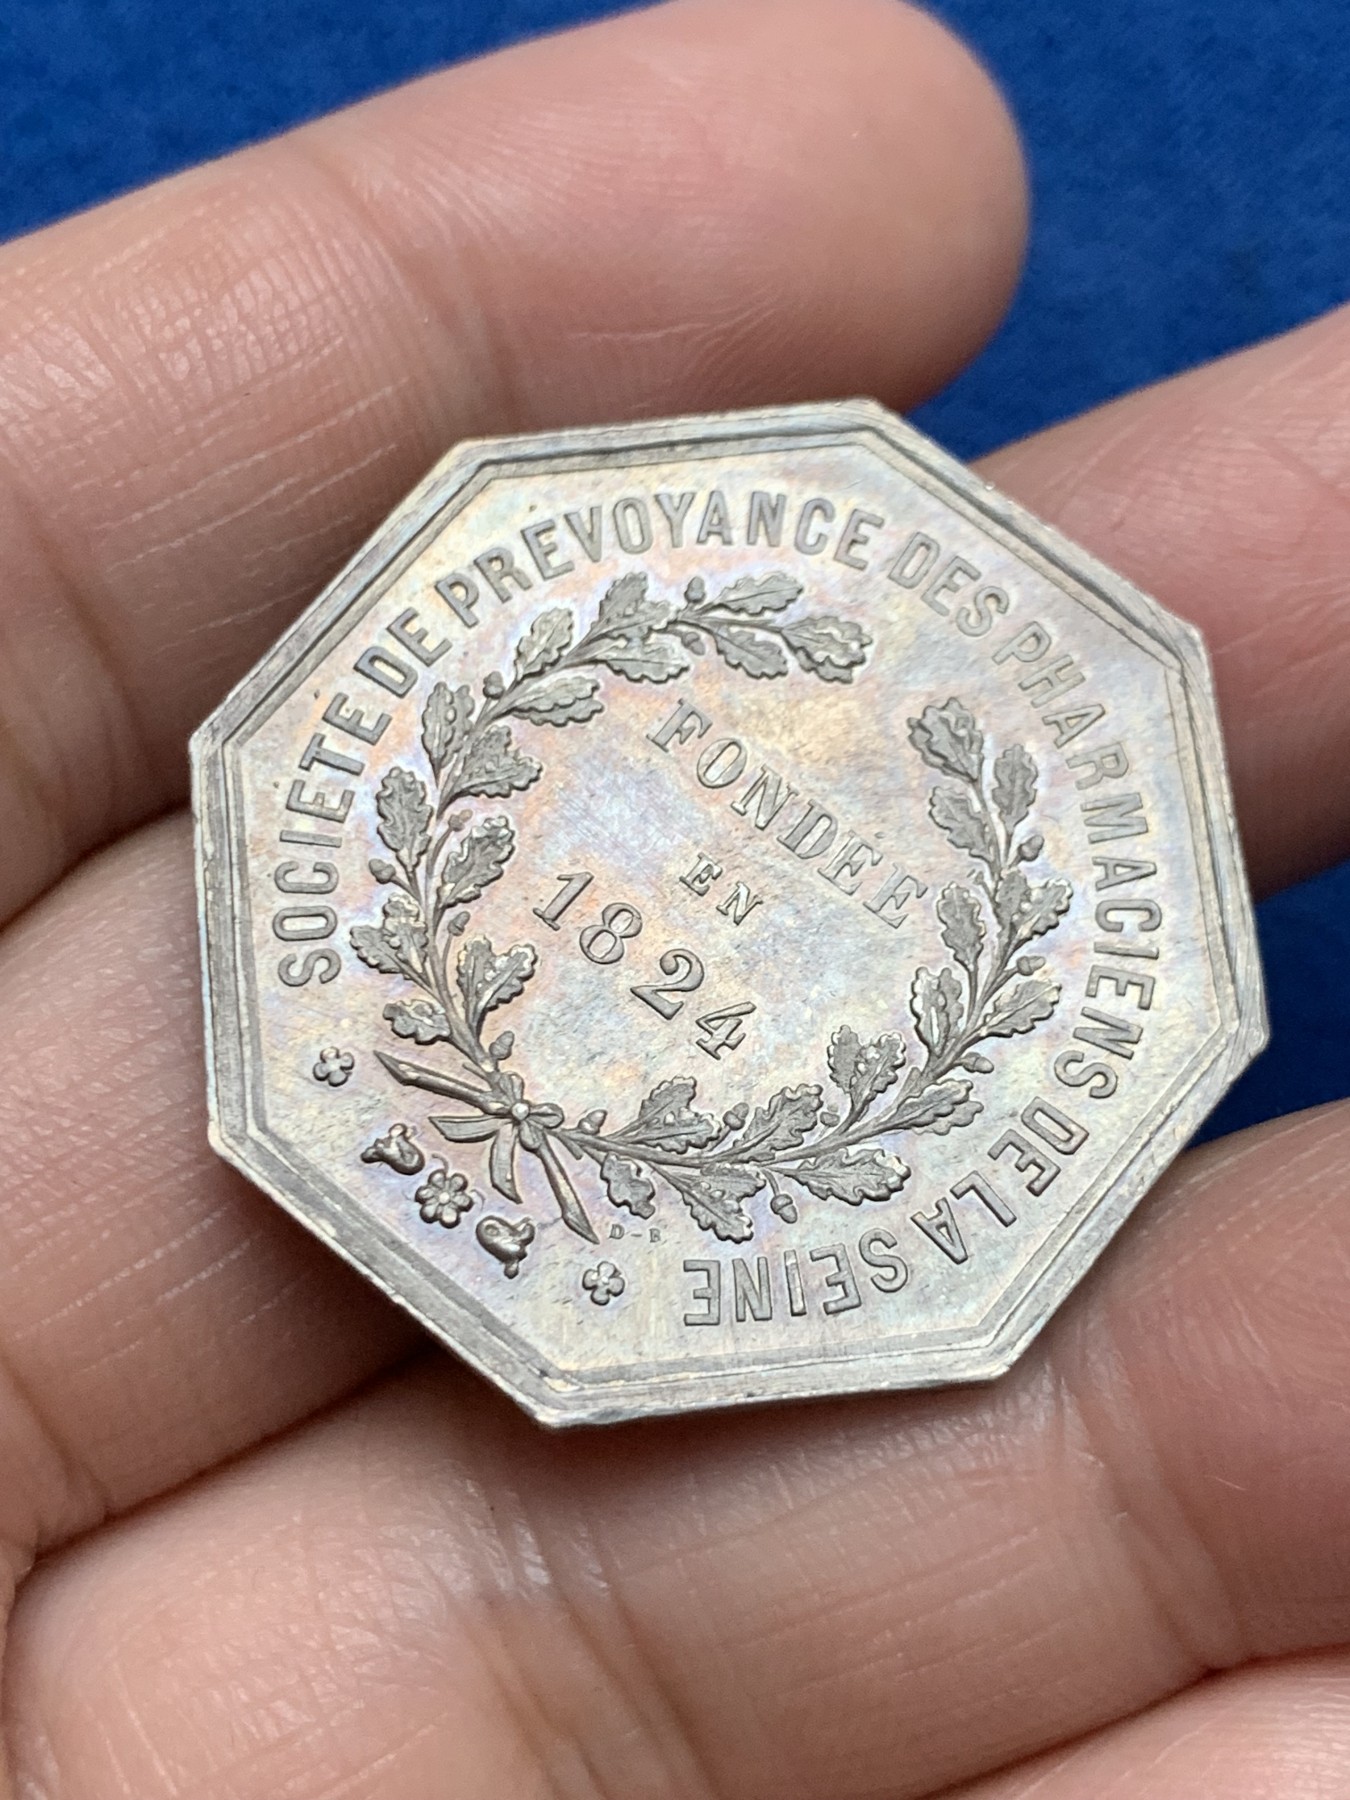 SOCIETE DE PREVOYANCE DES PHARMACIENS DE LA SEINE
FONDEE
EN
1824